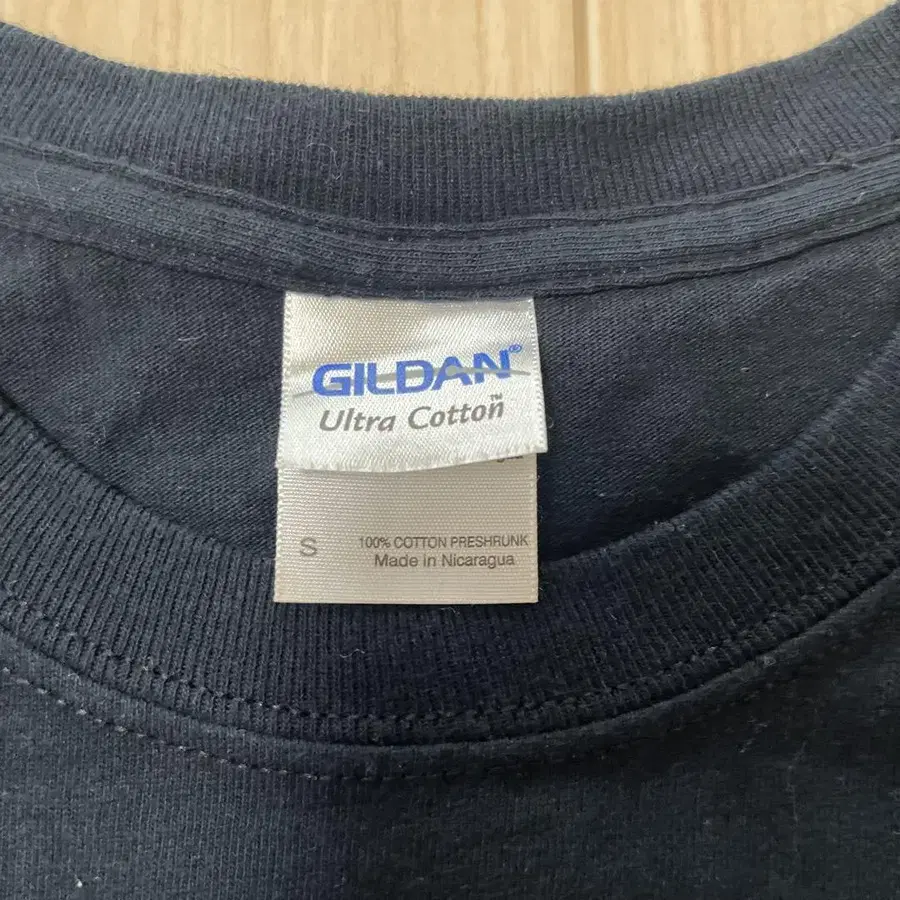 GILDAN®
Ultra Cotton™
S
100% COTTON PRESHRUNK
Made in Nicaragua